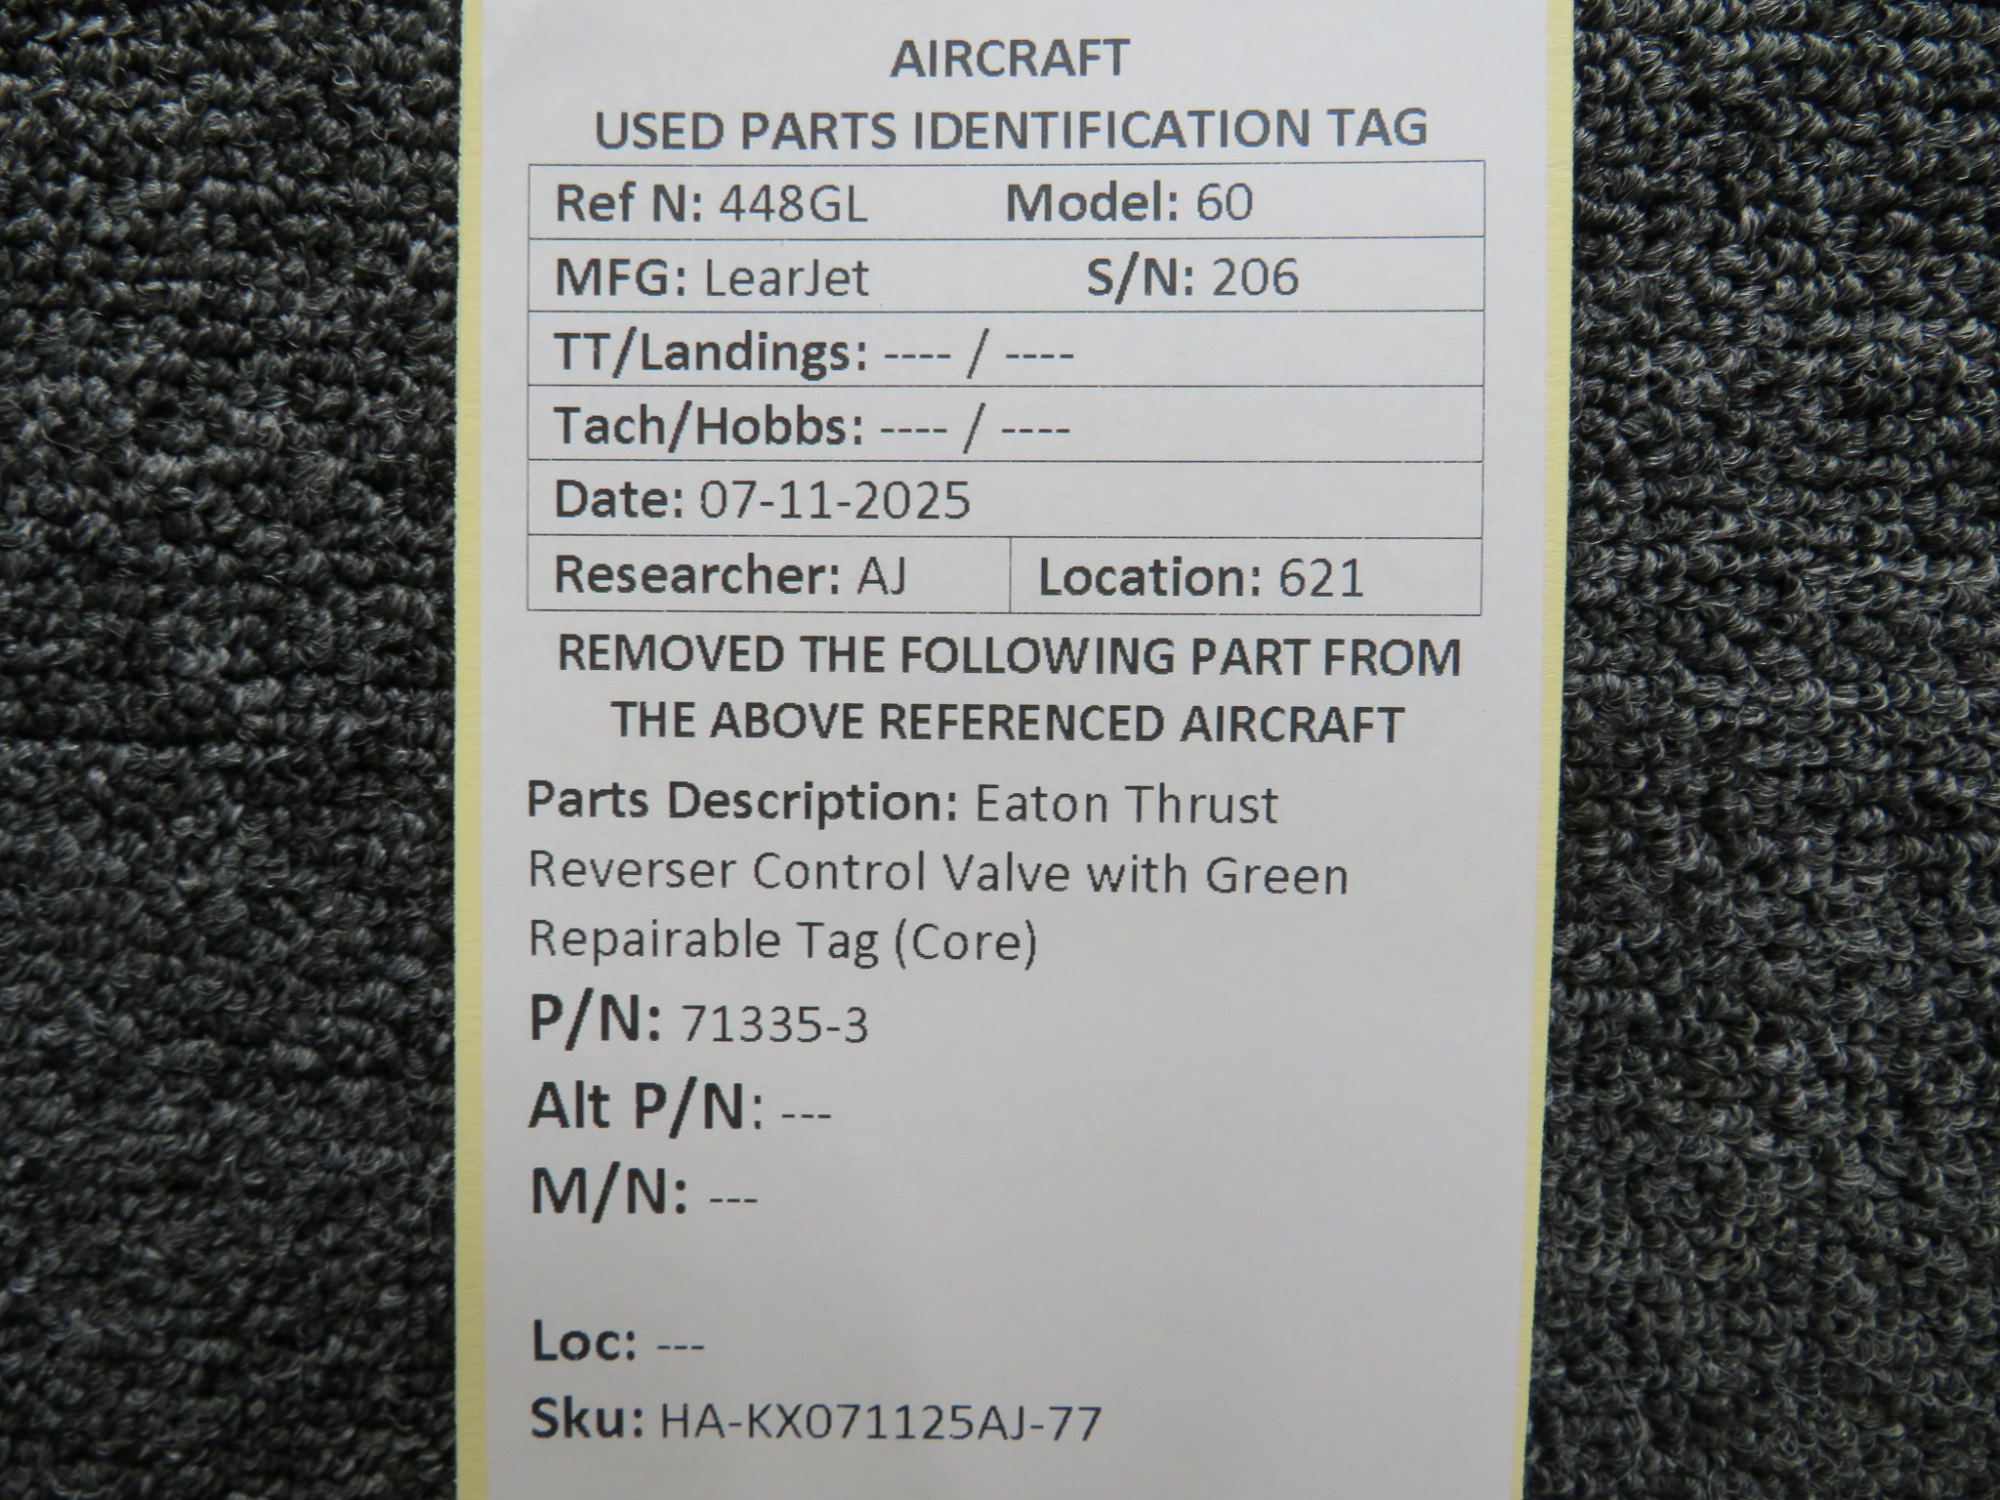 AIRCRAFT
USED PARTS IDENTIFICATION TAG
Ref N: 448GL Model: 60
MFG: LearJet S/N: 206
TT/Landings: ---- / ----
Tach/Hobbs: ---- / ----
Date: 07-11-2025
Researcher: AJ Location: 621
REMOVED THE FOLLOWING PART FROM
THE ABOVE REFERENCED AIRCRAFT
Parts Description: Eaton Thrust
Reverser Control Valve with Green
Repairable Tag (Core)
P/N: 71335-3
Alt P/N: ---
M/N: ---
Loc: ---
Sku: HA-KX071125AJ-77